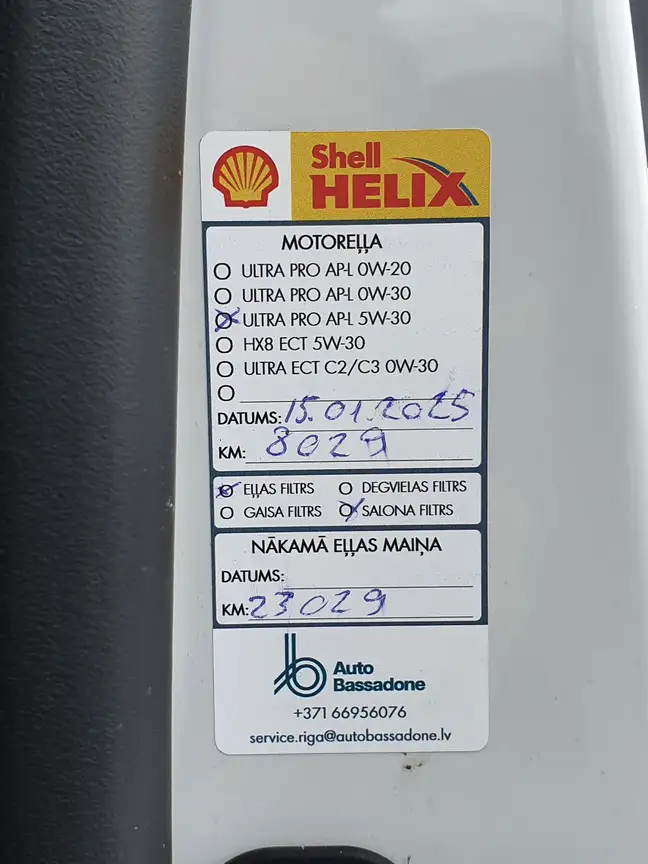 Shell
HELIX
MOTOREĻĻA
ULTRA PRO AP-L 0W-20
ULTRA PRO AP-L 0W-30
ULTRA PRO AP-L 5W-30
HX8 ECT 5W-30
ULTRA ECT C2/C3 0W-30
DATUMS: 15.01.2025
KM: 8029
EĻĻAS FILTRS DEGVIELAS FILTRS
GAISA FILTRS SALONA FILTRS
NĀKAMĀ EĻĻAS MAIŅA
DATUMS:
KM: 23029
Auto
Bassadone
+371 66956076
service.riga@autobassadone.lv